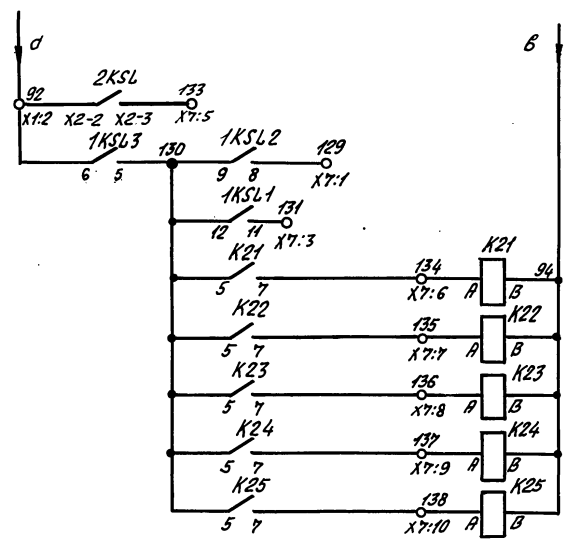 d в
92 2KSL 133
X1:2 X2-2 X2-3 X7:5
1KSL3 130 1KSL2 129
6 5 9 8 X7:1
1KSL1 131
12 11 X7:3
K21 134 K21 94
5 7 X7:6 A B
K22 135 K22
5 7 X7:7 A B
K23 136 K23
5 7 X7:8 A B
K24 137 K24
5 7 X7:9 A B
K25 138 K25
5 7 X7:10 A B